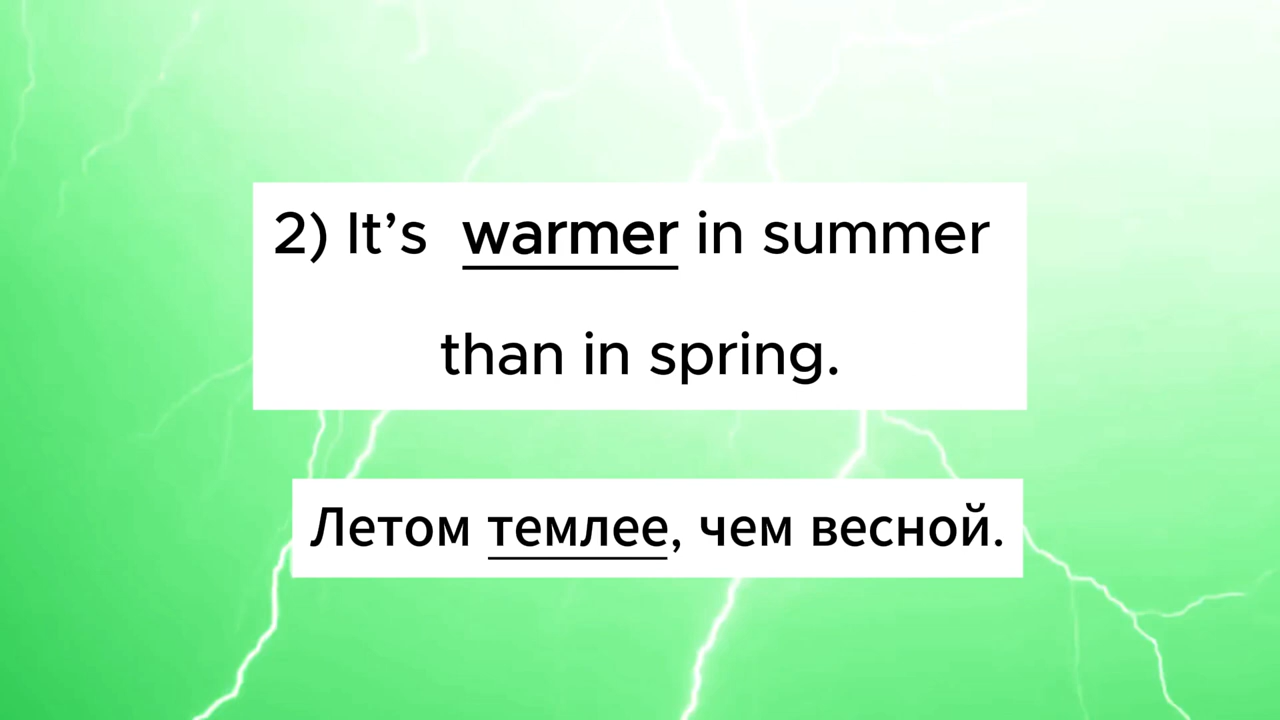 2) It’s warmer in summer
than in spring.
Летом темлее, чем весной.